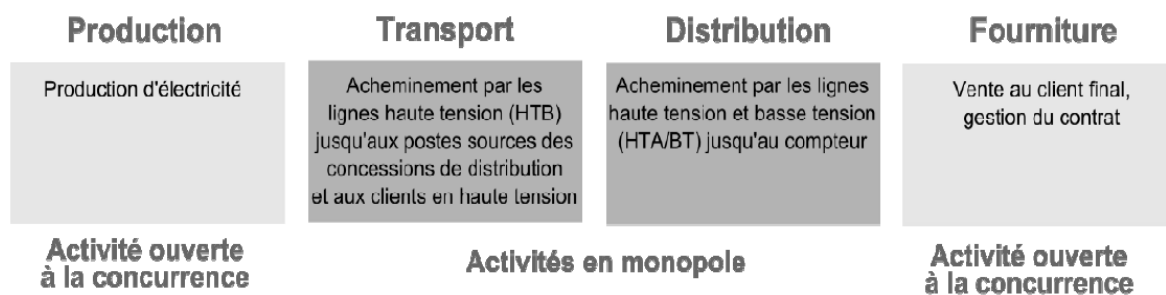 Production
Production d'électricité
Activité ouverte
à la concurrence
Transport
Acheminement par les
lignes haute tension (HTB)
jusqu'aux postes sources des
concessions de distribution
et aux clients en haute tension
Distribution
Acheminement par les lignes
haute tension et basse tension
(HTA/BT) jusqu'au compteur
Activités en monopole
Fourniture
Vente au client final,
gestion du contrat
Activité ouverte
à la concurrence